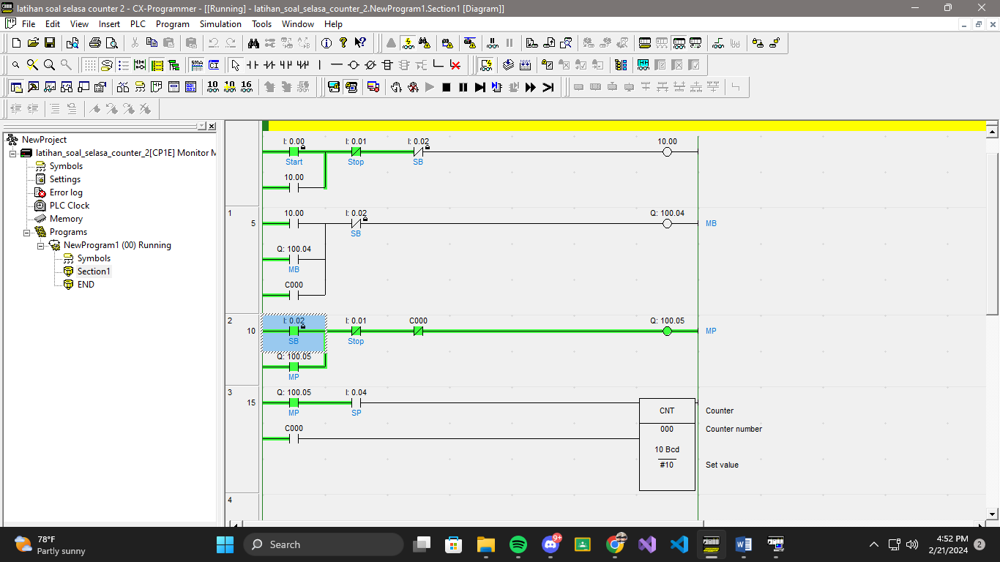 latihan soal selasa counter 2 - CX-Programmer - [[Running] - latihan_soal_selasa_counter_2.NewProgram1.Section1 [Diagram]]
File Edit View Insert PLC Program Simulation Tools Window Help
SMA
CI
10 10 16
NewProject
latihan_soal_selasa_counter_2[CP1E] Monitor M
Symbols
Settings
Error log
PLC Clock
Memory
Programs
NewProgram1 (00) Running
Symbols
Section1
END
I: 0.00 I: 0.01 I: 0.02 10.00
Start Stop SB
10.00
1 10.00 I: 0.02 Q: 100.04
5 MB
SB
Q: 100.04
MB
C000
2 I: 0.02 I: 0.01 C000 Q: 100.05
10 MP
SB Stop
Q: 100.05
MP
3 Q: 100.05 I: 0.04
15
MP SP
CNT Counter
C000 000 Counter number
10 Bcd
#10 Set value
4
78°F
Partly sunny
Search
9+
4:52 PM
2/21/2024
2